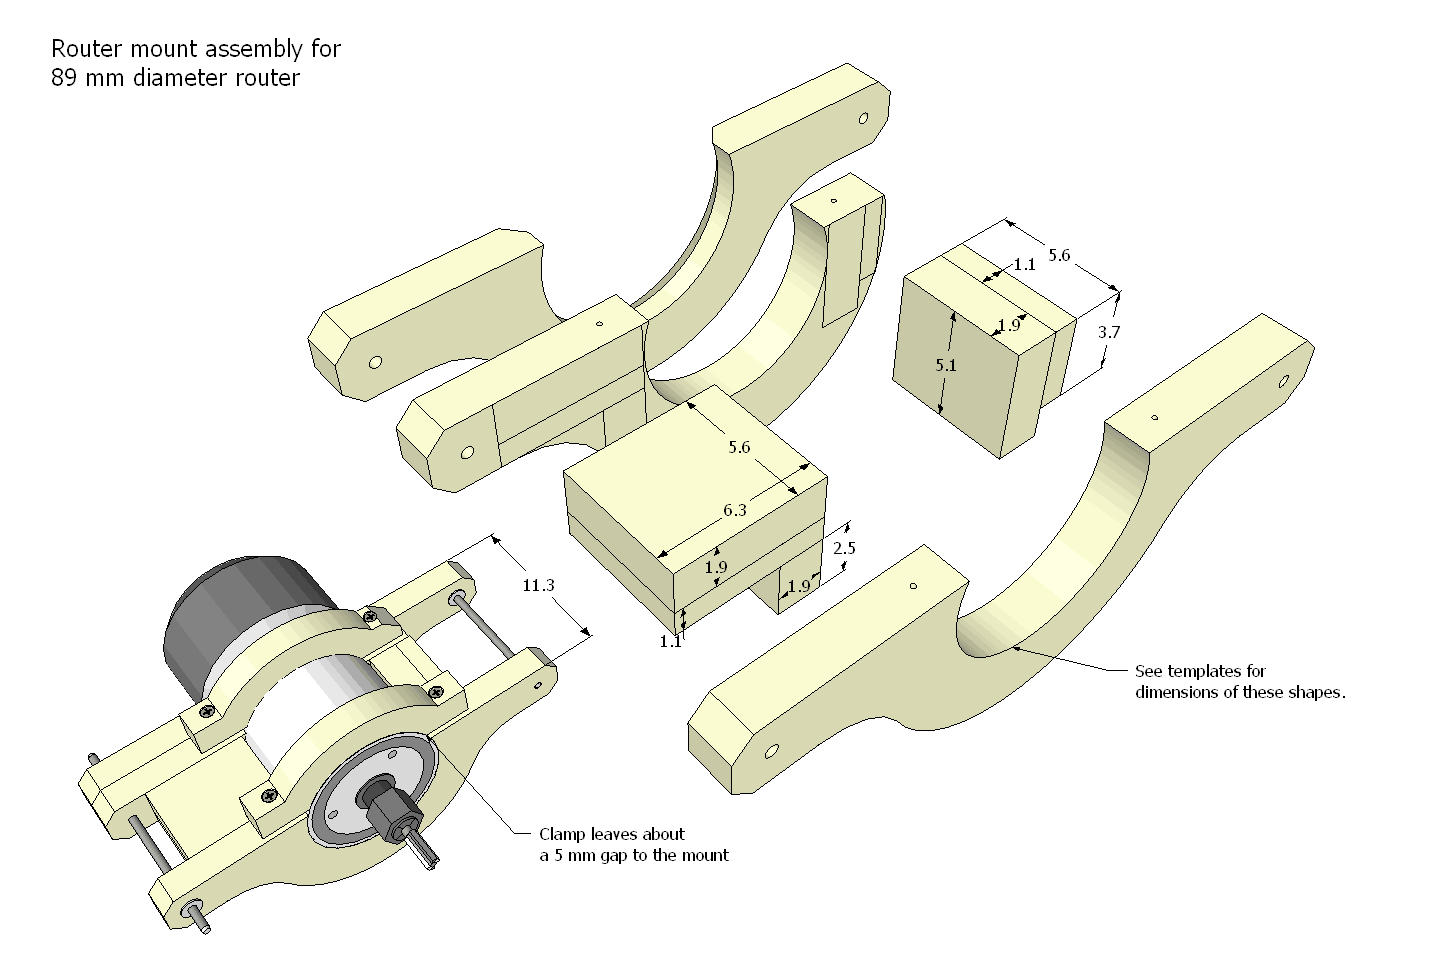 Router mount assembly for
89 mm diameter router
5.6
1.1
1.9
3.7
5.1
5.6
6.3
1.9
2.5
1.9
1.1
11.3
See templates for
dimensions of these shapes.
Clamp leaves about
a 5 mm gap to the mount